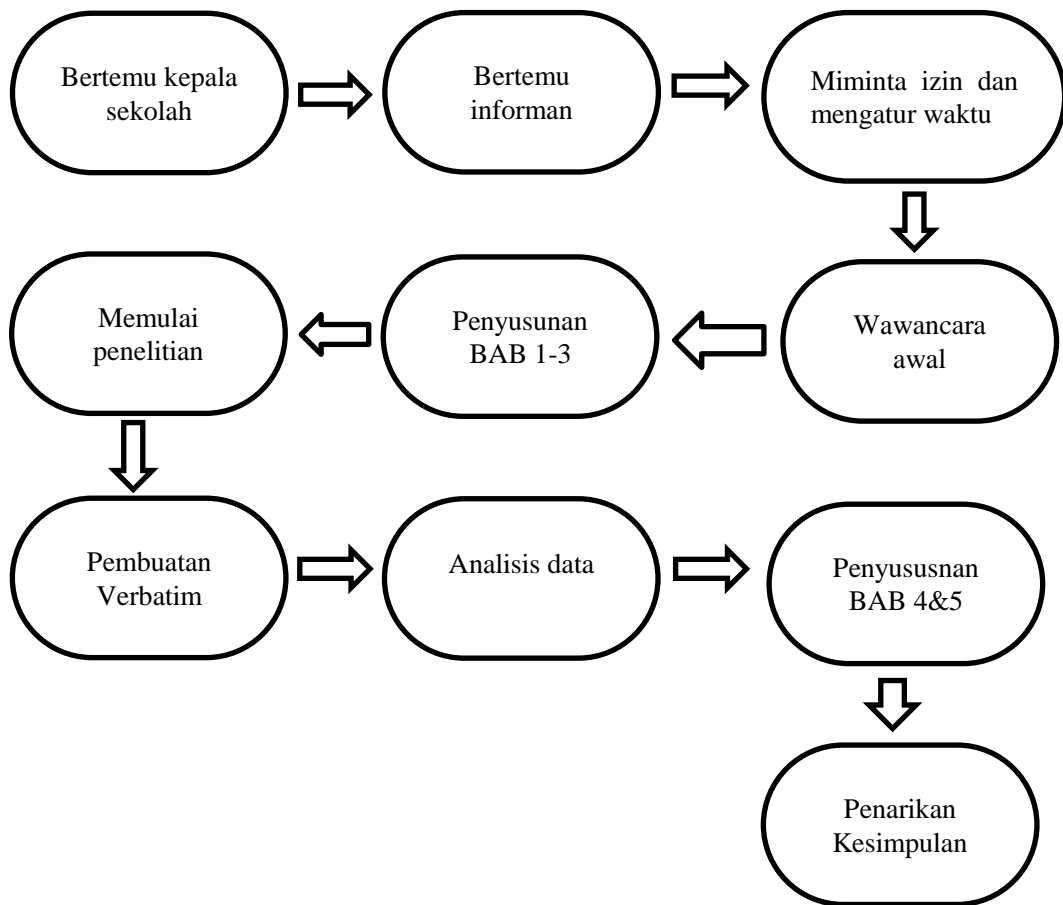 Bertemu kepala
sekolah
Bertemu
informan
Miminta izin dan
mengatur waktu
Wawancara
awal
Penyusunan
BAB 1-3
Memulai
penelitian
Pembuatan
Verbatim
Analisis data
Penyususnan
BAB 4&5
Penarikan
Kesimpulan